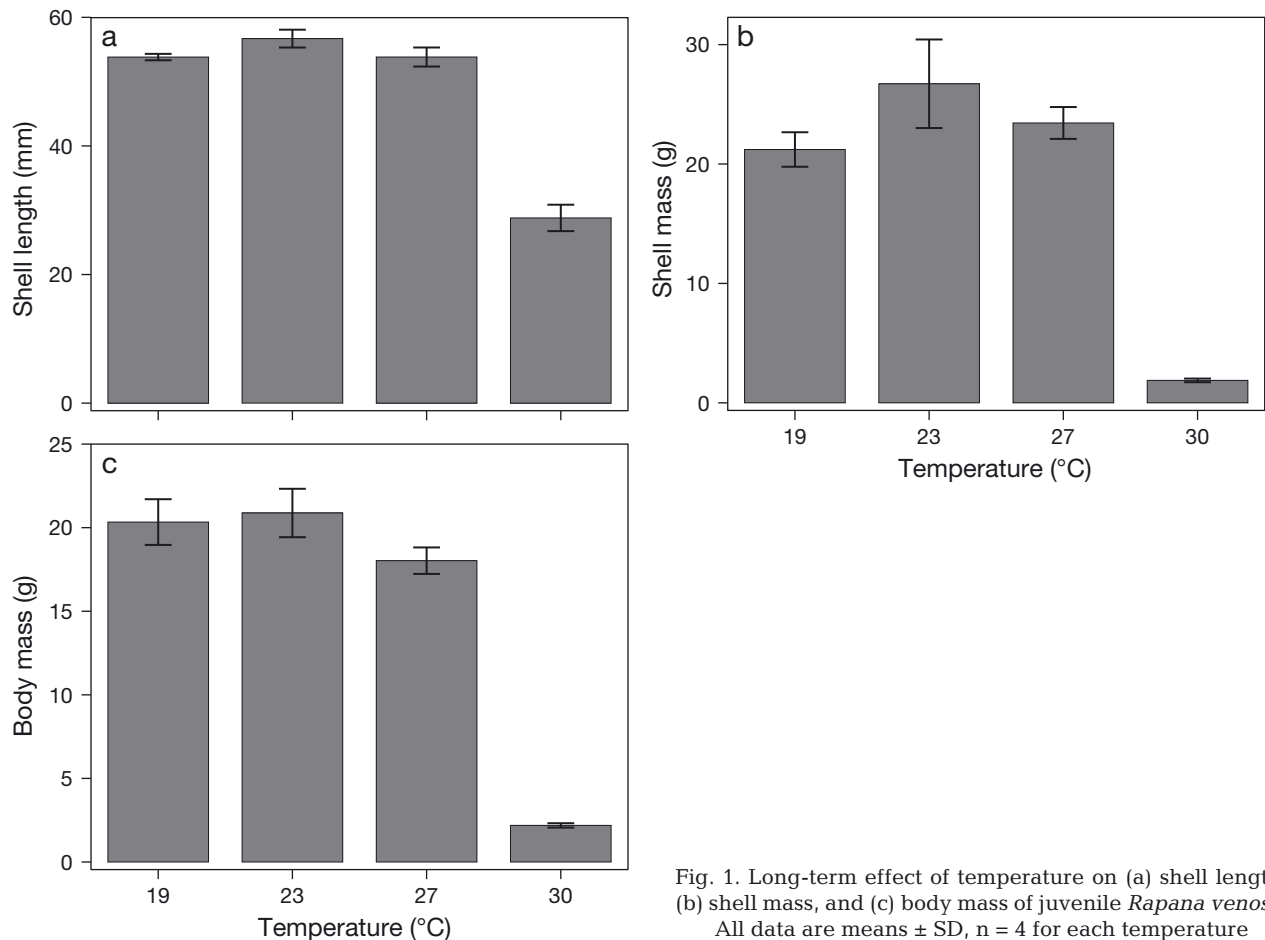 a
60
40
20
0
Shell length (mm)
b
30
20
10
0
Shell mass (g)
19 23 27 30
Temperature (°C)
c
25
20
15
10
5
0
Body mass (g)
19 23 27 30
Temperature (°C)
Fig. 1. Long-term effect of temperature on (a) shell lengt
(b) shell mass, and (c) body mass of juvenile Rapana venos
All data are means ± SD, n = 4 for each temperature